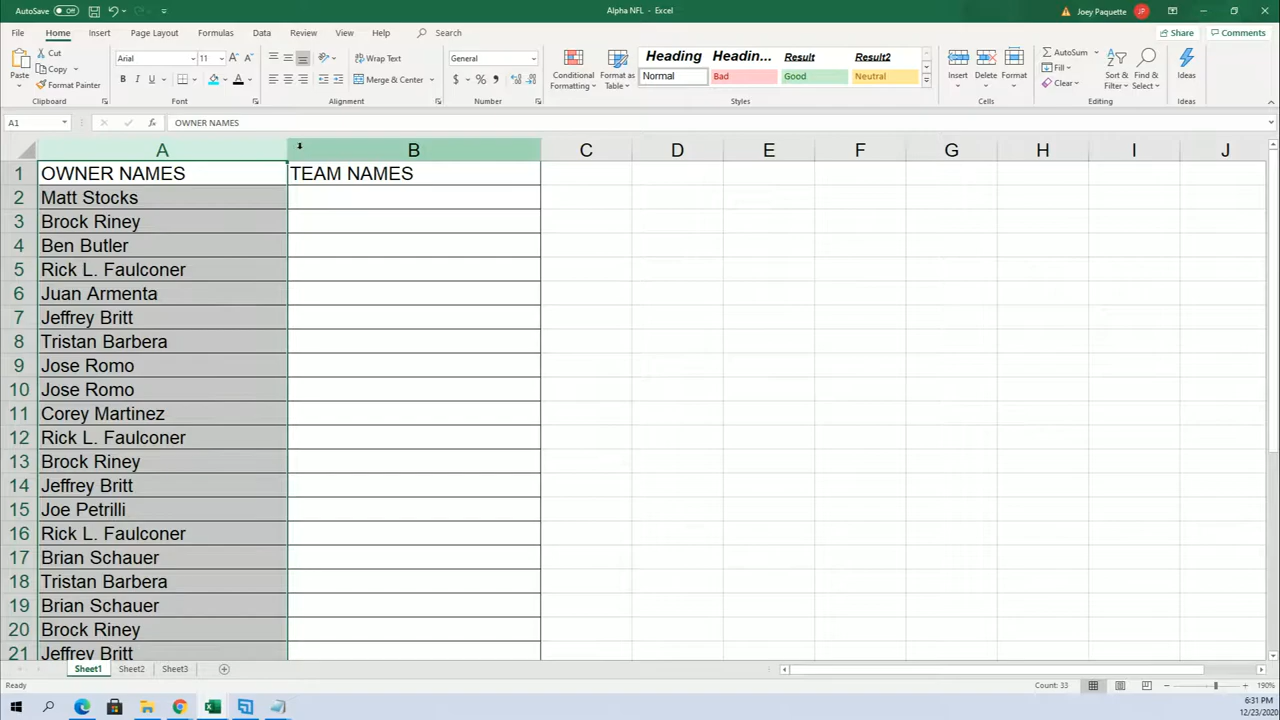 AutoSave Off
Alpha NFL - Excel
Joey Paquette JP
File Home Insert Page Layout Formulas Data Review View Help Search
Share Comments
Paste
Cut
Copy
Format Painter
Clipboard
Arial 11
B I U
Font
Wrap Text
Merge & Center
Alignment
General
$ % ,
Number
Conditional Formatting
Format as Table
Heading Headin... Result Result2
Normal Bad Good Neutral
Styles
Insert Delete Format
Cells
AutoSum
Fill
Clear
Sort & Filter
Find & Select
Editing
Ideas
Ideas
A1 fx OWNER NAMES
A B C D E F G H I J
1 OWNER NAMES TEAM NAMES
2 Matt Stocks
3 Brock Riney
4 Ben Butler
5 Rick L. Faulconer
6 Juan Armenta
7 Jeffrey Britt
8 Tristan Barbera
9 Jose Romo
10 Jose Romo
11 Corey Martinez
12 Rick L. Faulconer
13 Brock Riney
14 Jeffrey Britt
15 Joe Petrilli
16 Rick L. Faulconer
17 Brian Schauer
18 Tristan Barbera
19 Brian Schauer
20 Brock Riney
21 Jeffrey Britt
Sheet1 Sheet2 Sheet3
Ready Count: 33 190%
6:31 PM
12/23/2020